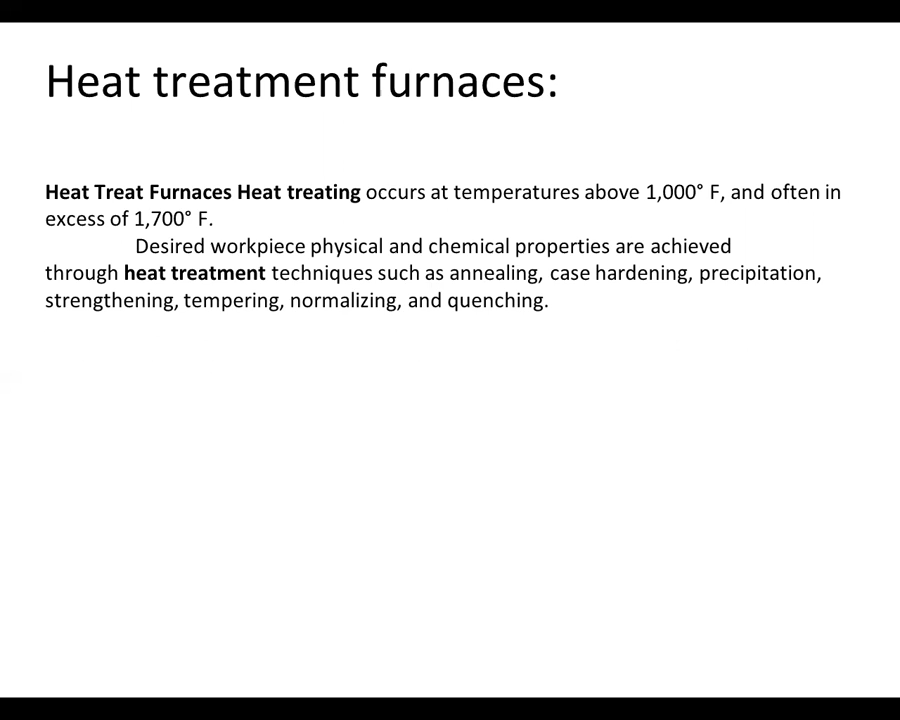 Heat treatment furnaces:
Heat Treat Furnaces Heat treating occurs at temperatures above 1,000° F, and often in
excess of 1,700° F.
Desired workpiece physical and chemical properties are achieved
through heat treatment techniques such as annealing, case hardening, precipitation,
strengthening, tempering, normalizing, and quenching.